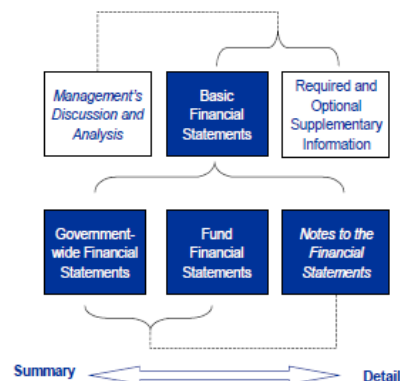 Management's
Discussion and
Analysis
Basic
Financial
Statements
Required and
Optional
Supplementary
Information
Government-
wide Financial
Statements
Fund
Financial
Statements
Notes to the
Financial
Statements
Summary
Detail